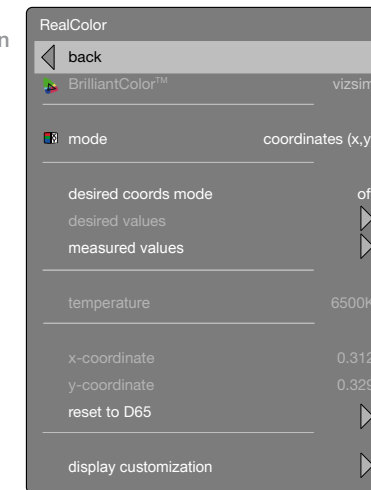 n
RealColor
back
BrilliantColor™ vizsim
mode coordinates (x,y
desired coords mode of
desired values
measured values
temperature 6500K
x-coordinate 0.312
y-coordinate 0.329
reset to D65
display customization